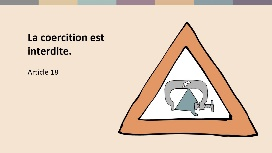 La coercition est
interdite.
Article 19